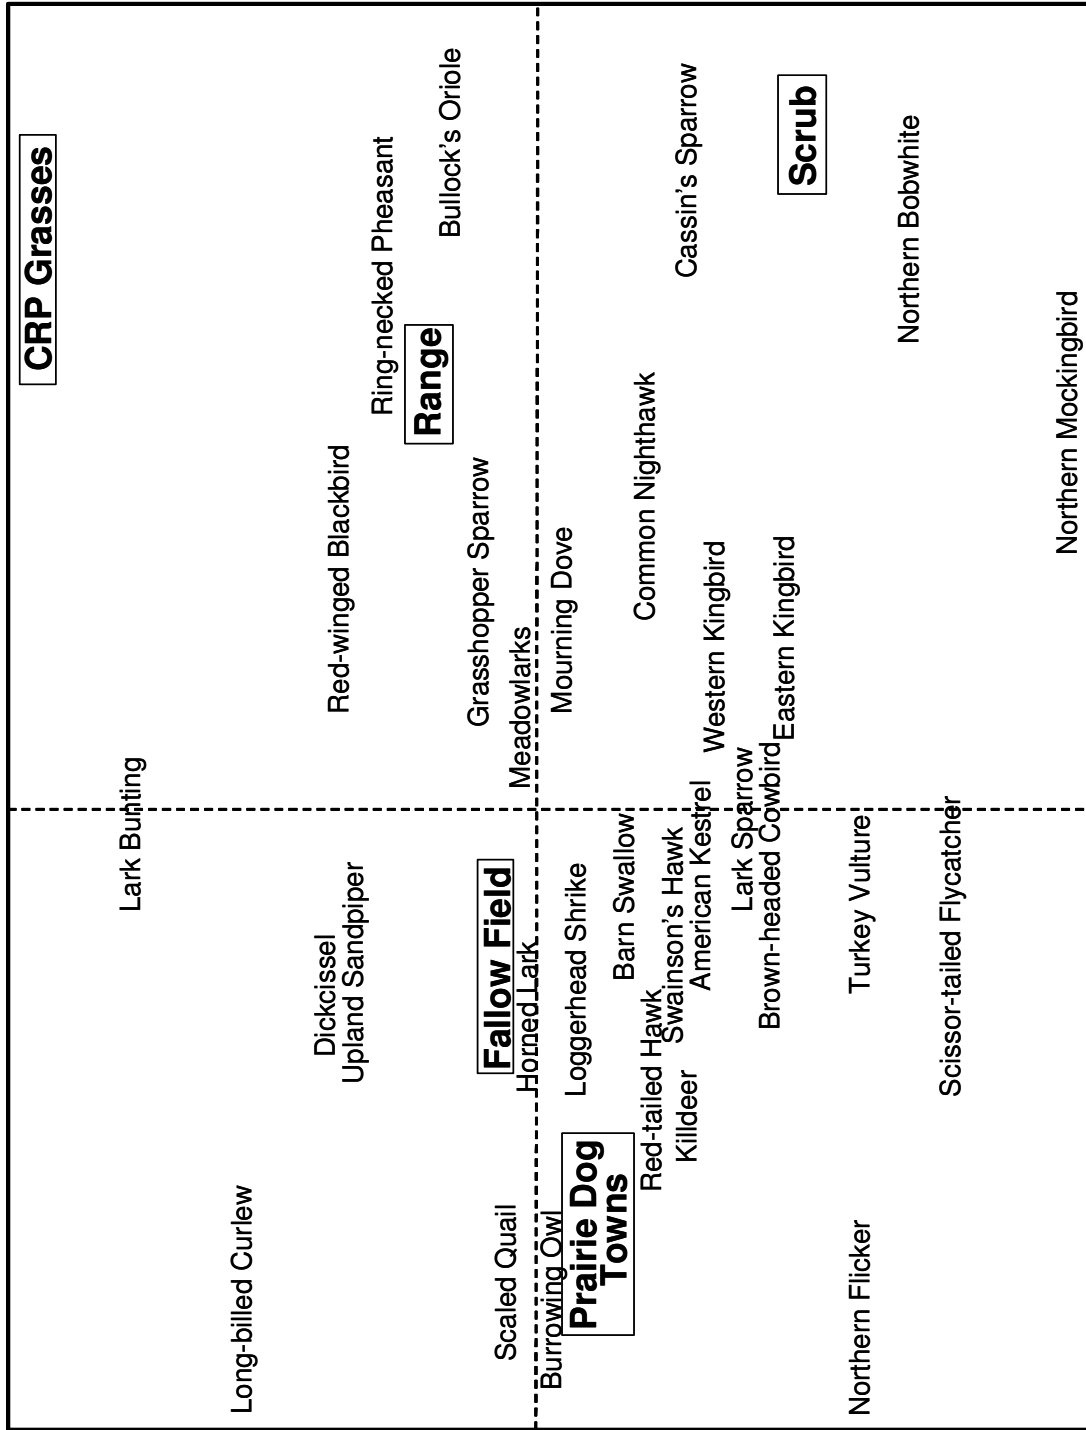 CRP Grasses
Lark Bunting
Long-billed Curlew
Dickcissel
Red-winged Blackbird
Upland Sandpiper
Ring-necked Pheasant
Range
Bullock's Oriole
Grasshopper Sparrow
Fallow Field
Scaled Quail
Meadowlarks
Horned Lark
Burrowing Owl
Mourning Dove
Loggerhead Shrike
Prairie Dog
Towns
Barn Swallow
Common Nighthawk
Red-tailed Hawk
Swainson's Hawk
Cassin's Sparrow
Killdeer
American Kestrel
Western Kingbird
Lark Sparrow
Brown-headed Cowbird
Eastern Kingbird
Scrub
Turkey Vulture
Northern Flicker
Northern Bobwhite
Scissor-tailed Flycatcher
Northern Mockingbird